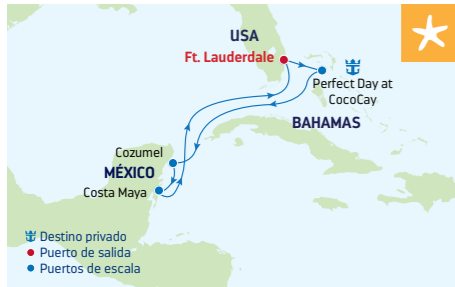 USA
Ft. Lauderdale
Perfect Day at
CocoCay
BAHAMAS
Cozumel
MÉXICO
Costa Maya
Destino privado
Puerto de salida
Puertos de escala